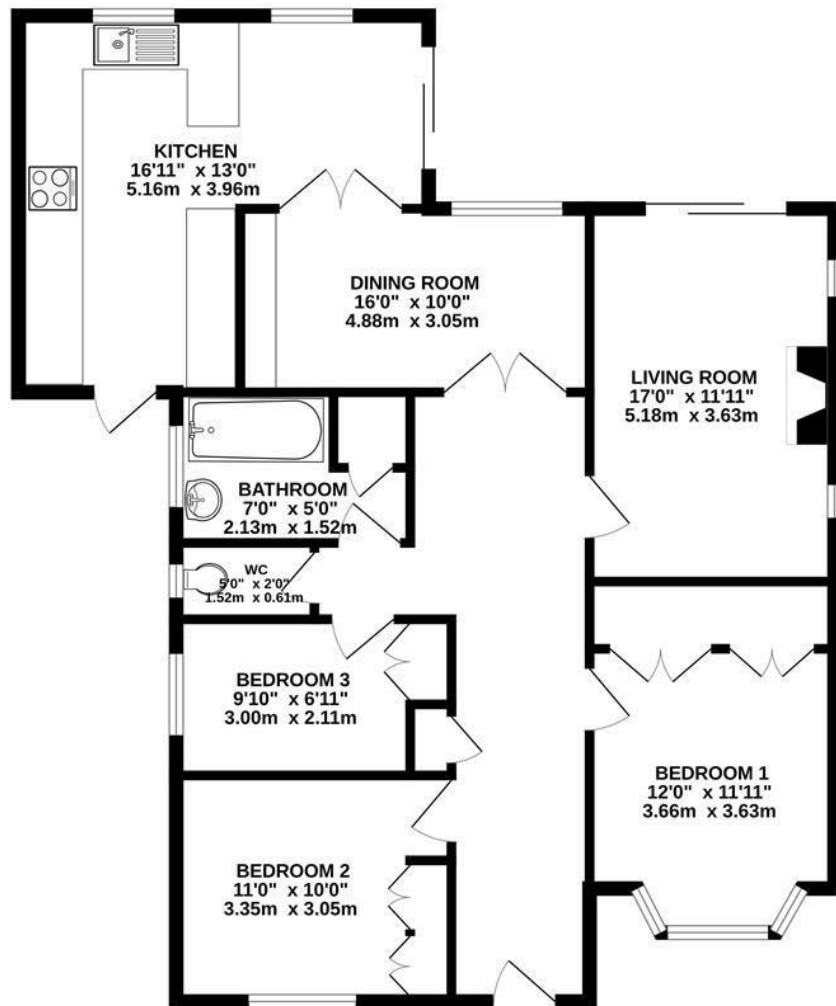 KITCHEN
16'11" x 13'0"
5.16m x 3.96m
DINING ROOM
16'0" x 10'0"
4.88m x 3.05m
LIVING ROOM
17'0" x 11'11"
5.18m x 3.63m
BATHROOM
7'0" x 5'0"
2.13m x 1.52m
WC
5'0" x 2'0"
1.52m x 0.61m
BEDROOM 3
9'10" x 6'11"
3.00m x 2.11m
BEDROOM 1
12'0" x 11'11"
3.66m x 3.63m
BEDROOM 2
11'0" x 10'0"
3.35m x 3.05m